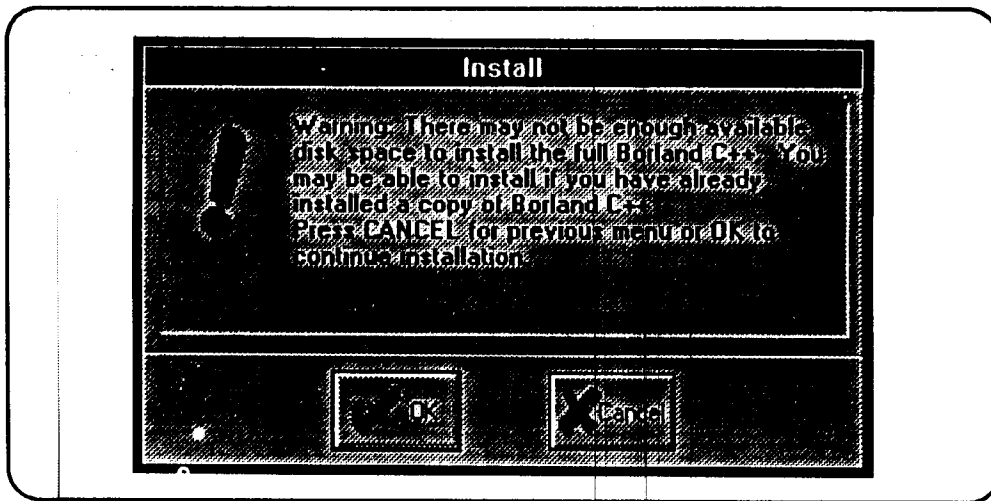 Install
Warning: There may not be enough available
disk space to install the full Borland C++. You
may be able to install if you have already
installed a copy of Borland C++.
Press CANCEL for previous menu or OK to
continue installation.
OK
Cancel